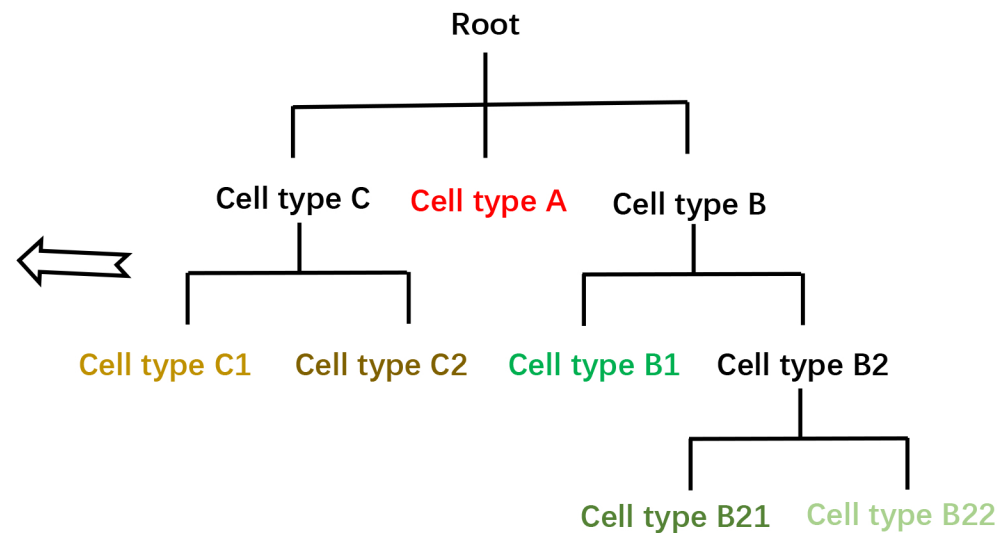 Root
Cell type C
Cell type A
Cell type B
Cell type C1
Cell type C2
Cell type B1
Cell type B2
Cell type B21
Cell type B22